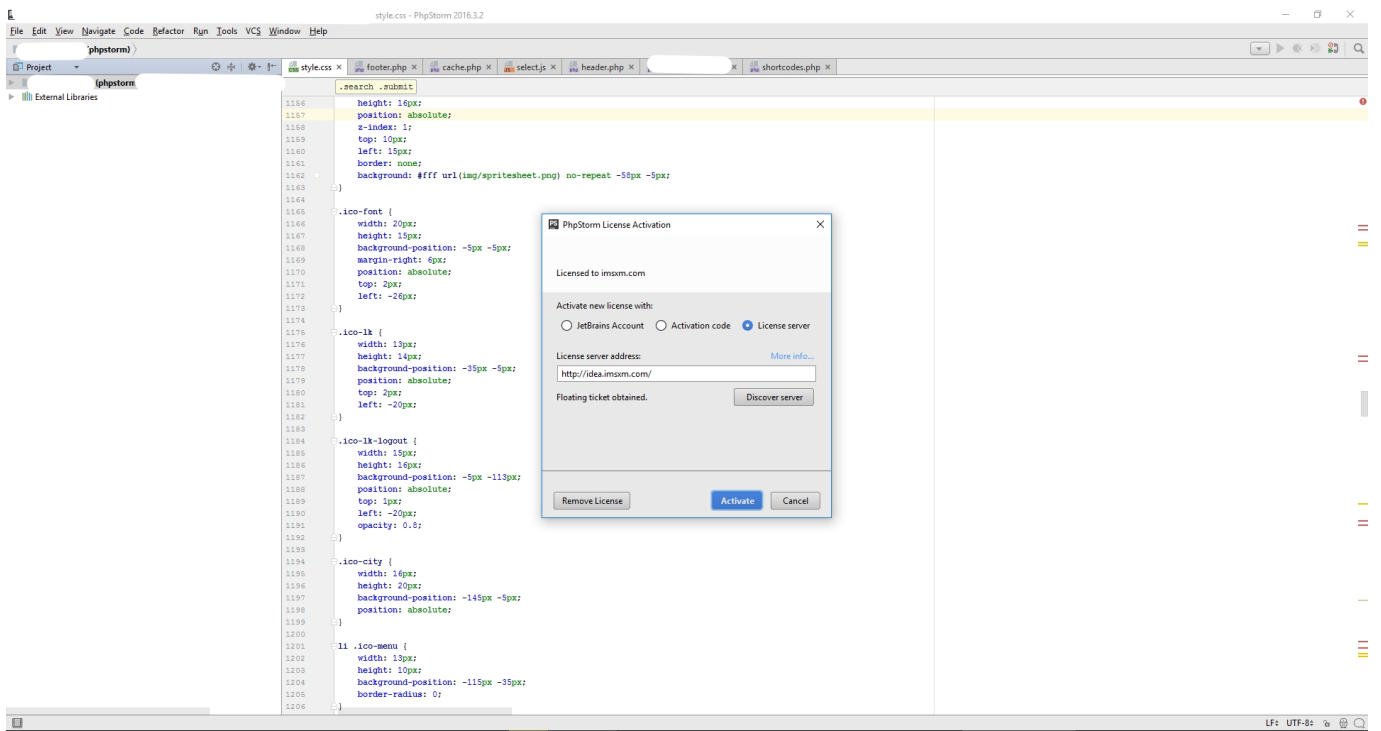 style.css - PhpStorm 2016.3.2
File Edit View Navigate Code Refactor Run Tools VCS Window Help
phpstorm)
Project
style.css × footer.php × cache.php × select.js × header.php × × shortcodes.php ×
(phpstorm
External Libraries
.search .submit
1156 height: 16px;
1157 position: absolute;
1158 z-index: 1;
1159 top: 10px;
1160 left: 15px;
1161 border: none;
1162 background: #fff url(img/spritesheet.png) no-repeat -58px -5px;
1163 }
1164
1165 .ico-font {
1166 width: 20px;
1167 height: 15px;
1168 background-position: -5px -5px;
1169 margin-right: 6px;
1170 position: absolute;
1171 top: 2px;
1172 left: -26px;
1173 }
1174
1175 .ico-lk {
1176 width: 13px;
1177 height: 14px;
1178 background-position: -35px -5px;
1179 position: absolute;
1180 top: 2px;
1181 left: -20px;
1182 }
1183
1184 .ico-lk-logout {
1185 width: 15px;
1186 height: 16px;
1187 background-position: -5px -113px;
1188 position: absolute;
1189 top: 1px;
1190 left: -20px;
1191 opacity: 0.8;
1192 }
1193
1194 .ico-city {
1195 width: 16px;
1196 height: 20px;
1197 background-position: -145px -5px;
1198 position: absolute;
1199 }
1200
1201 li .ico-menu {
1202 width: 13px;
1203 height: 10px;
1204 background-position: -115px -35px;
1205 border-radius: 0;
1206 }
PS PhpStorm License Activation
Licensed to imsxm.com
Activate new license with:
JetBrains Account Activation code License server
License server address: More info...
http://idea.imsxm.com/
Floating ticket obtained. Discover server
Remove License Activate Cancel
LF÷ UTF-8÷